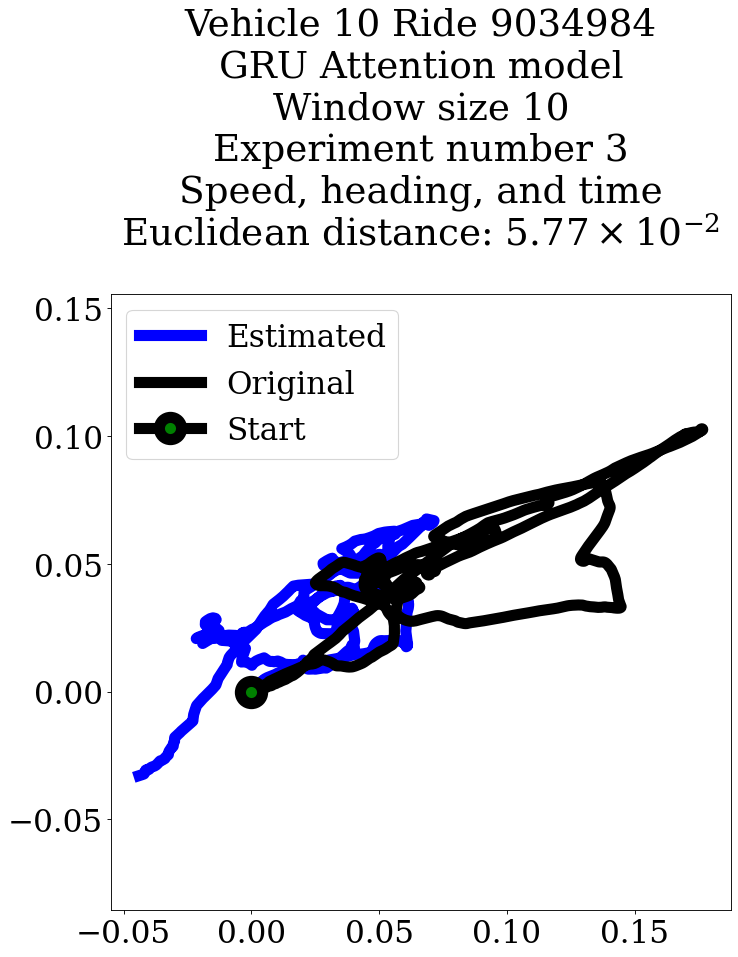 Vehicle 10 Ride 9034984
GRU Attention model
Window size 10
Experiment number 3
Speed, heading, and time
Euclidean distance: 5.77 × 10⁻²
Estimated
Original
Start
0.15
0.10
0.05
0.00
−0.05
−0.05 0.00 0.05 0.10 0.15